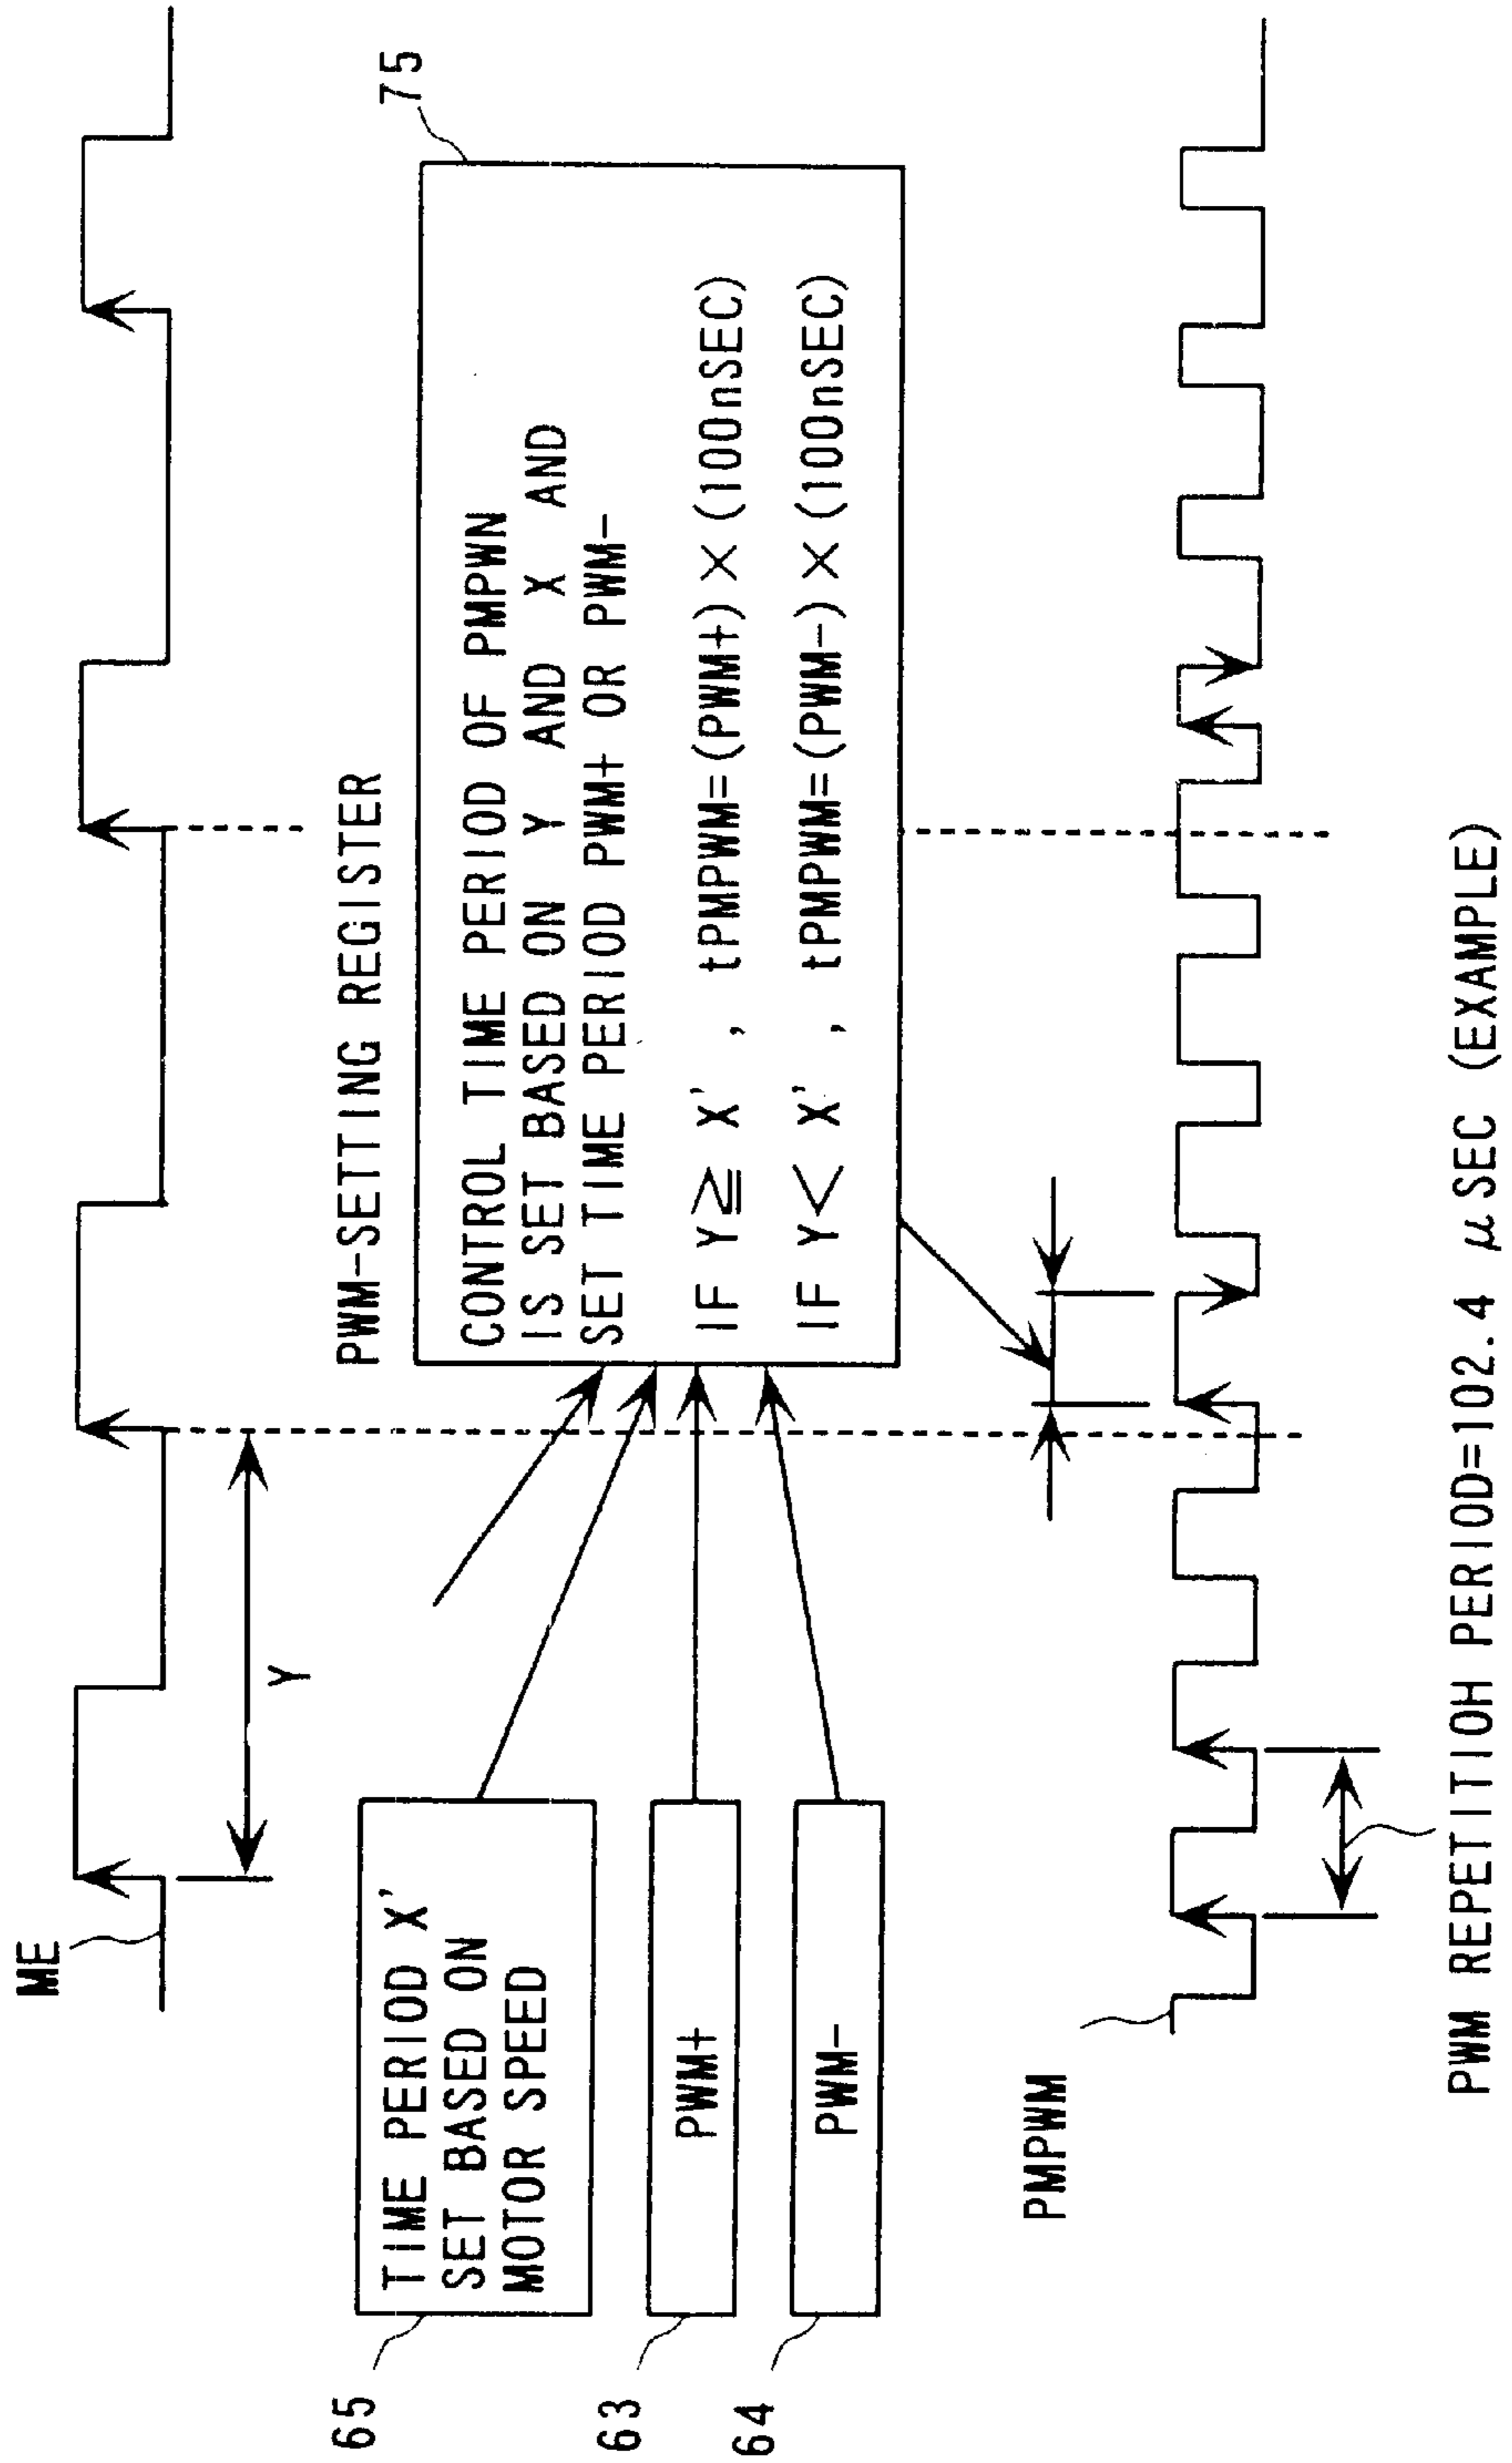 ME
Y
PWM-SETTING REGISTER
75
CONTROL TIME PERIOD OF PMPWN
IS SET BASED ON Y AND X AND
SET TIME PERIOD PWM+ OR PWM-
IF Y≧X', tPMPWM=(PWM+)×(100nSEC)
IF Y<X', tPMPWM=(PWM-)×(100nSEC)
65
TIME PERIOD X'
SET BASED ON
MOTOR SPEED
63
PWM+
64
PWM-
PMPWM
PWM REPETITIOH PERIOD=102.4 μSEC (EXAMPLE)